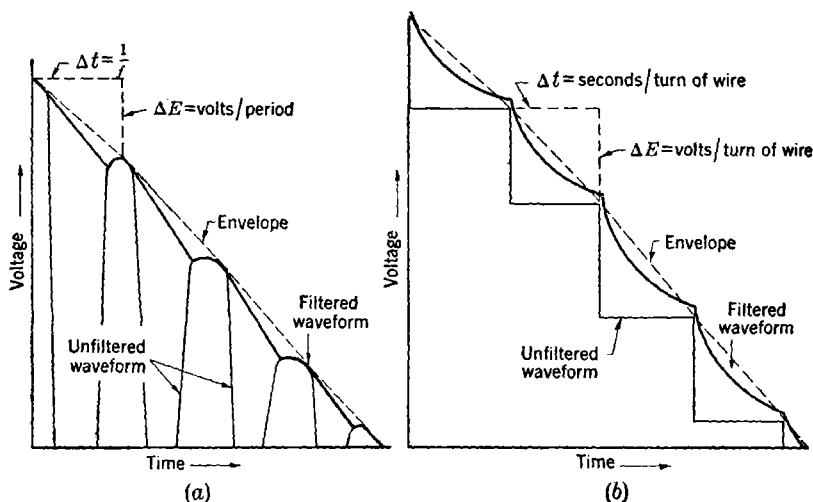 Δt=1/f
ΔE=volts/period
Envelope
Filtered
waveform
Unfiltered
waveform
Voltage
Time
(a)
Δt=seconds/turn of wire
ΔE=volts/turn of wire
Envelope
Filtered
waveform
Unfiltered
waveform
Voltage
Time
(b)